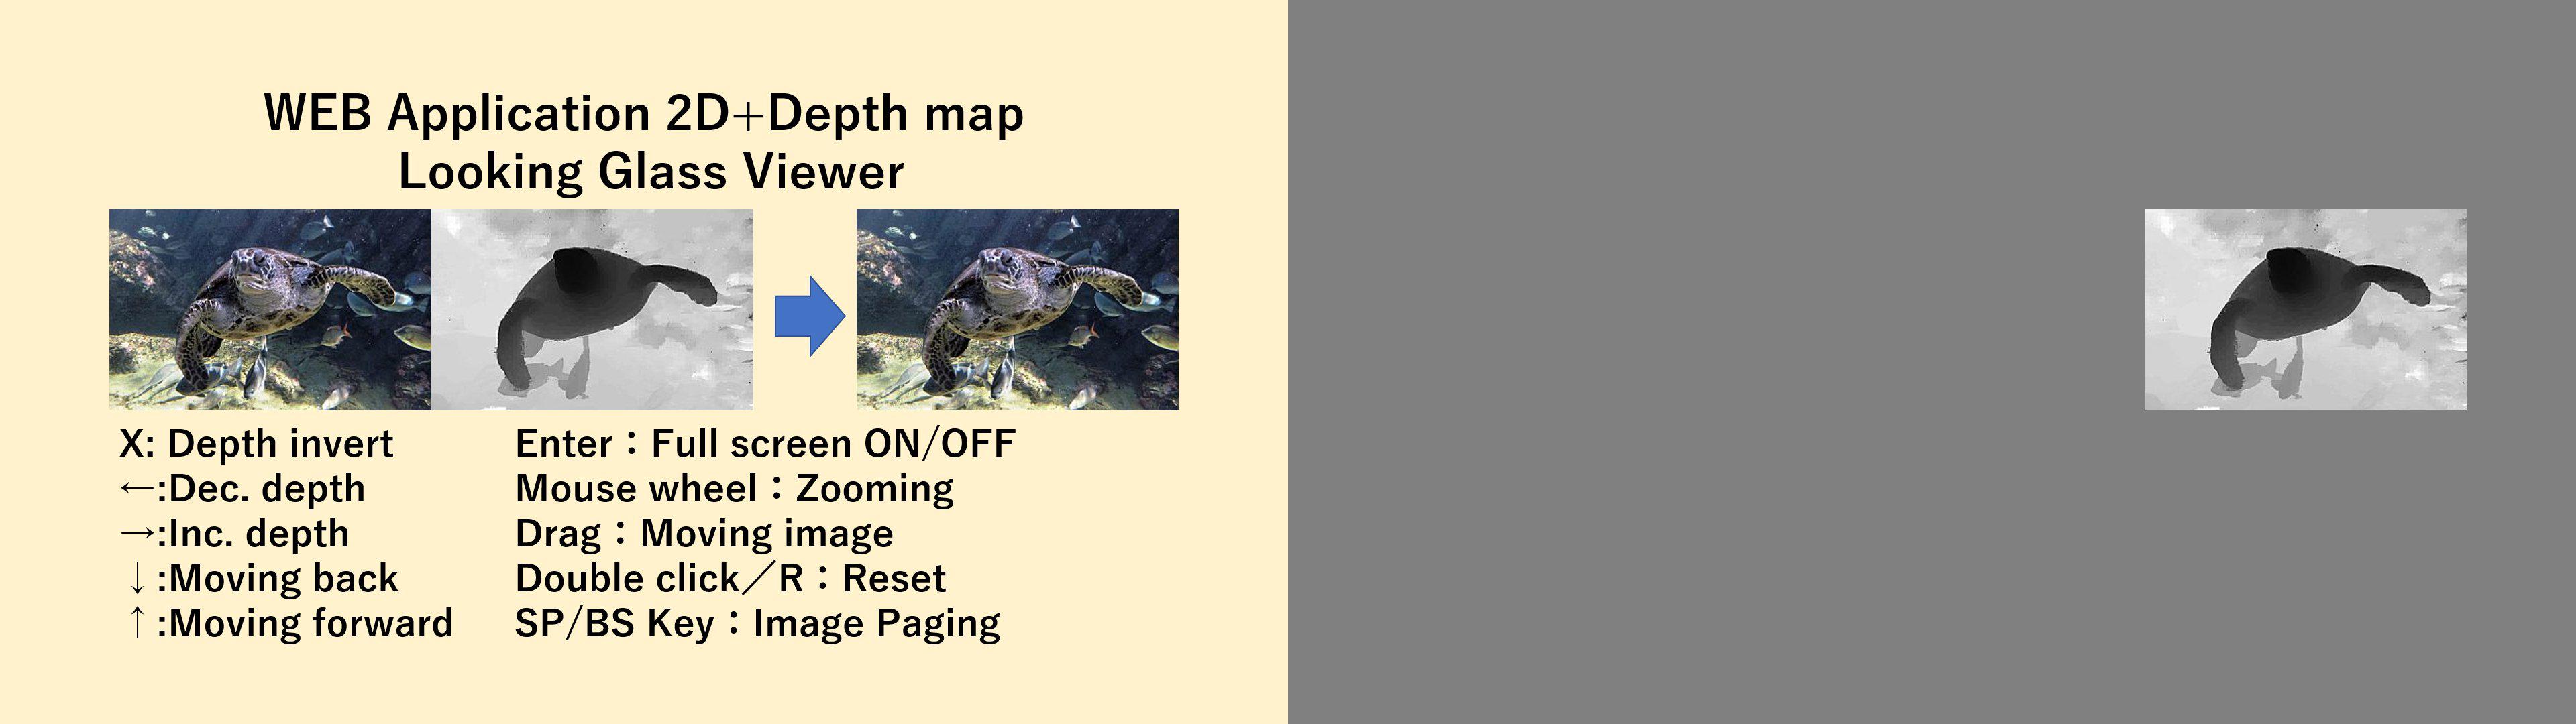 WEB Application 2D+Depth map
Looking Glass Viewer
X: Depth invert
←:Dec. depth
→:Inc. depth
↓:Moving back
↑:Moving forward
Enter：Full screen ON/OFF
Mouse wheel：Zooming
Drag：Moving image
Double click／R：Reset
SP/BS Key：Image Paging